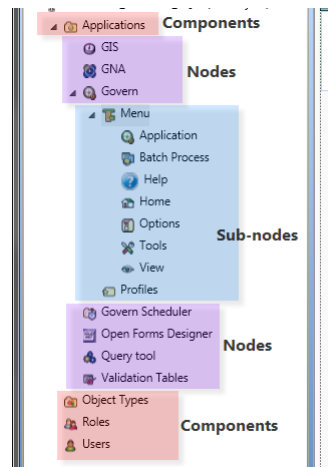 Applications Components
GIS
GNA Nodes
Govern
Menu
Application
Batch Process
Help
Home
Options
Sub-nodes
Tools
View
Profiles
Govern Scheduler
Open Forms Designer
Nodes
Query tool
Validation Tables
Object Types
Roles Components
Users